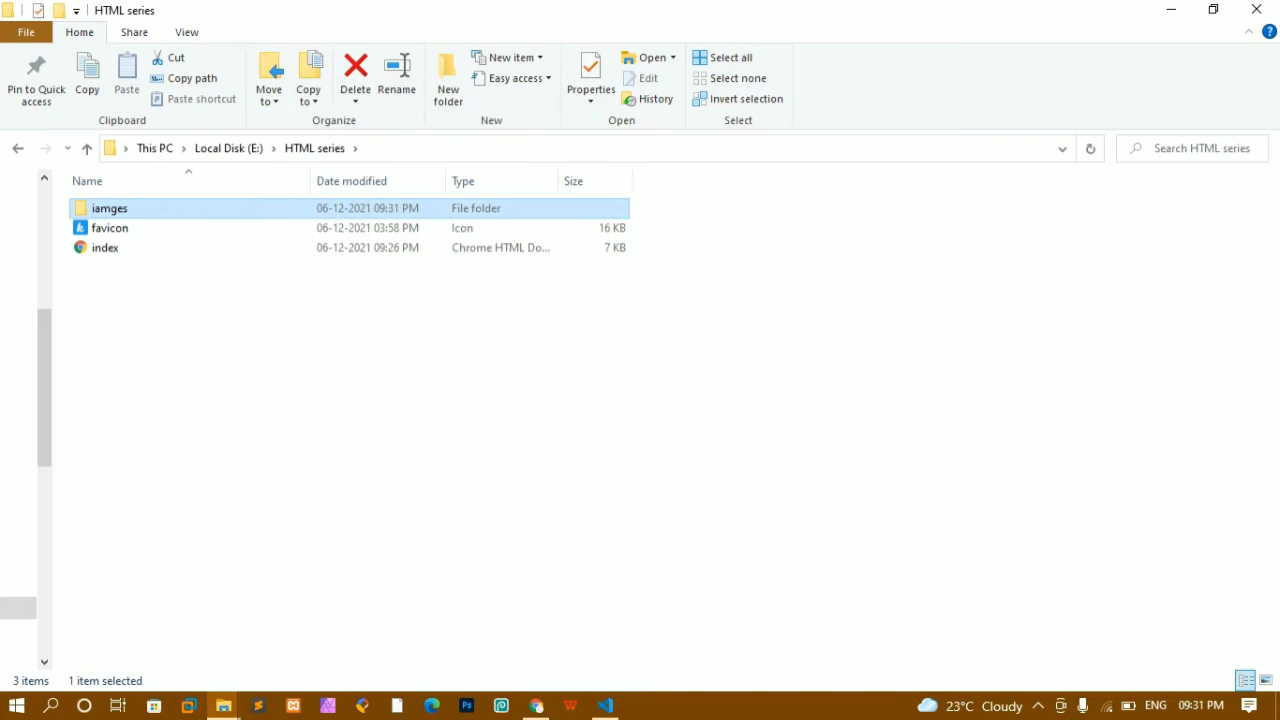 HTML series
File Home Share View
Pin to Quick access
Copy
Paste
Cut
Copy path
Paste shortcut
Clipboard
Move to
Copy to
Delete
Rename
Organize
New folder
New item
Easy access
New
Properties
Open
Edit
History
Open
Select all
Select none
Invert selection
Select
This PC Local Disk (E:) HTML series
Search HTML series
Name Date modified Type Size
iamges 06-12-2021 09:31 PM File folder
favicon 06-12-2021 03:58 PM Icon 16 KB
index 06-12-2021 09:26 PM Chrome HTML Do... 7 KB
3 items 1 item selected
Ps
23°C Cloudy ENG 09:31 PM